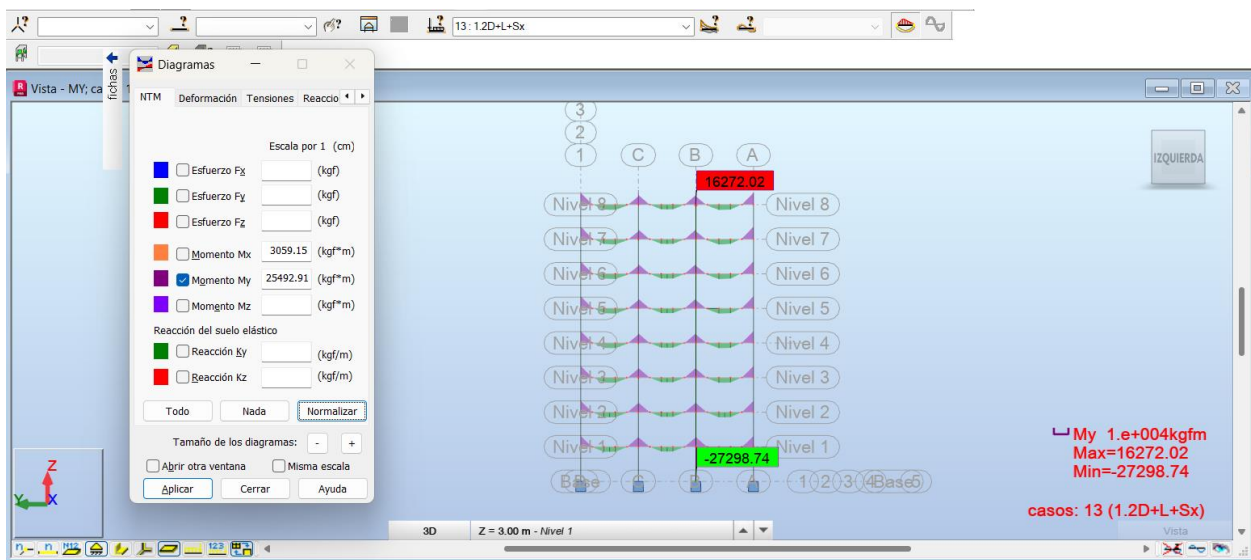 13 : 1.2D+L+Sx
fichas
Diagramas
Vista - MY; ca
NTM Deformación Tensiones Reaccio
Escala por 1 (cm)
Esfuerzo Fx (kgf)
Esfuerzo Fy (kgf)
Esfuerzo Fz (kgf)
Momento Mx 3059.15 (kgf*m)
Momento My 25492.91 (kgf*m)
Momento Mz (kgf*m)
Reacción del suelo elástico
Reacción Ky (kgf/m)
Reacción Kz (kgf/m)
Todo Nada Normalizar
Tamaño de los diagramas: - +
Abrir otra ventana Misma escala
Aplicar Cerrar Ayuda
3
2
1 C B A
16272.02
Nivel 8 Nivel 8
Nivel 7 Nivel 7
Nivel 6 Nivel 6
Nivel 5 Nivel 5
Nivel 4 Nivel 4
Nivel 3 Nivel 3
Nivel 2 Nivel 2
Nivel 1 Nivel 1
-27298.74
Base C A 1 2 3 4 Base 5
IZQUIERDA
My 1.e+004kgfm
Max=16272.02
Min=-27298.74
casos: 13 (1.2D+L+Sx)
Z
Y X
3D Z = 3.00 m - Nivel 1
Vista